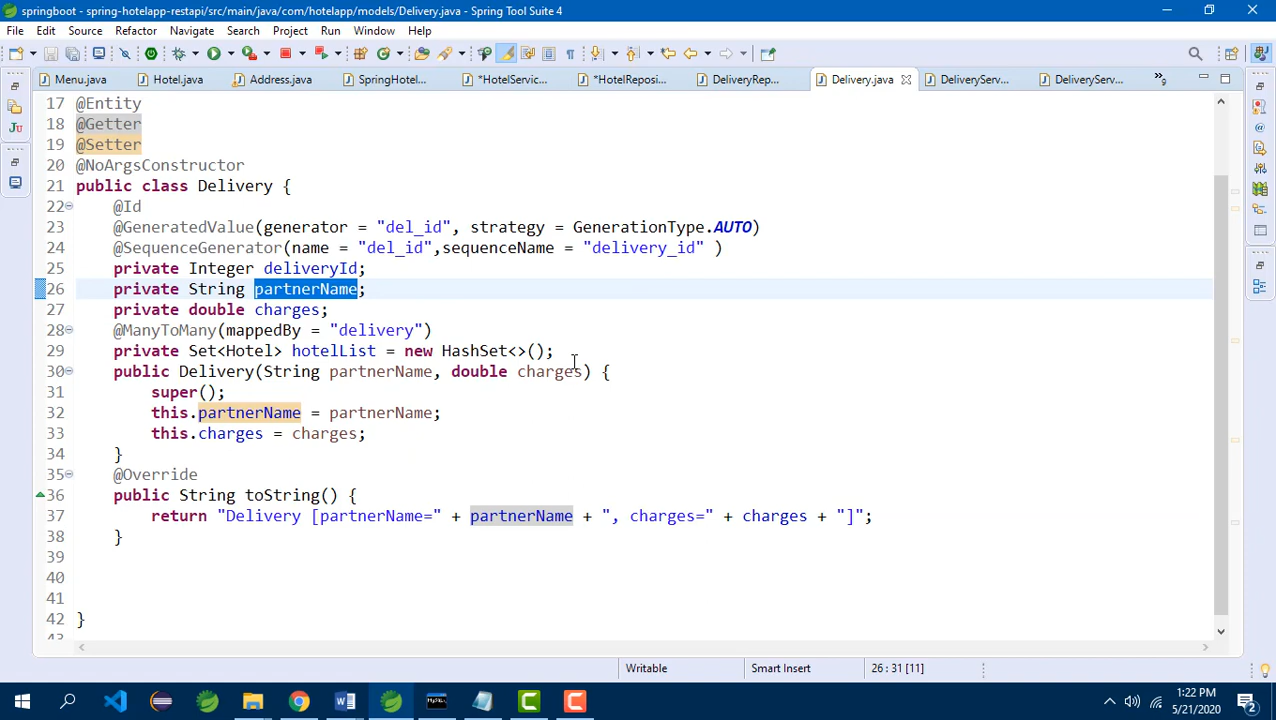 springboot - spring-hotelapp-restapi/src/main/java/com/hotelapp/models/Delivery.java - Spring Tool Suite 4
File Edit Source Refactor Navigate Search Project Run Window Help
Menu.java Hotel.java Address.java SpringHotel... *HotelServic... *HotelReposi... DeliveryRep... Delivery.java DeliveryServ... DeliveryServ... »9
17 @Entity
18 @Getter
19 @Setter
20 @NoArgsConstructor
21 public class Delivery {
22 @Id
23 @GeneratedValue(generator = "del_id", strategy = GenerationType.AUTO)
24 @SequenceGenerator(name = "del_id",sequenceName = "delivery_id" )
25 private Integer deliveryId;
26 private String partnerName;
27 private double charges;
28 @ManyToMany(mappedBy = "delivery")
29 private Set<Hotel> hotelList = new HashSet<>();
30 public Delivery(String partnerName, double charges) {
31 super();
32 this.partnerName = partnerName;
33 this.charges = charges;
34 }
35 @Override
36 public String toString() {
37 return "Delivery [partnerName=" + partnerName + ", charges=" + charges + "]";
38 }
39
40
41
42 }
43
Writable Smart Insert 26 : 31 [11]
1:22 PM
5/21/2020
2